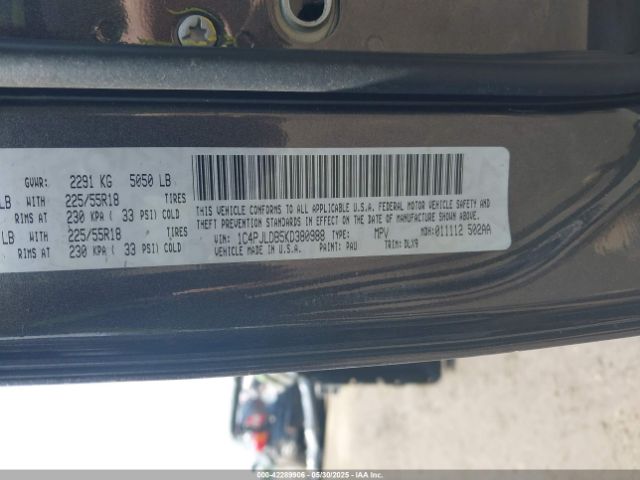 GVWR: 2291 KG 5050 LB
LB WITH 225/55R18 TIRES
RIMS AT 230 KPA ( 33 PSI) COLD
LB WITH 225/55R18 TIRES
RIMS AT 230 KPA ( 33 PSI) COLD
THIS VEHICLE CONFORMS TO ALL APPLICABLE U.S.A. FEDERAL MOTOR VEHICLE SAFETY AND
THEFT PREVENTION STANDARDS IN EFFECT ON THE DATE OF MANUFACTURE SHOWN ABOVE.
VIN: 1C4PJLDB5KD380988 TYPE: MPV MDH: 011112 502AA
VEHICLE MADE IN U.S.A. PAINT: PAU TRIM: DLX9
000-42289906 - 05/30/2025 - IAAI.com